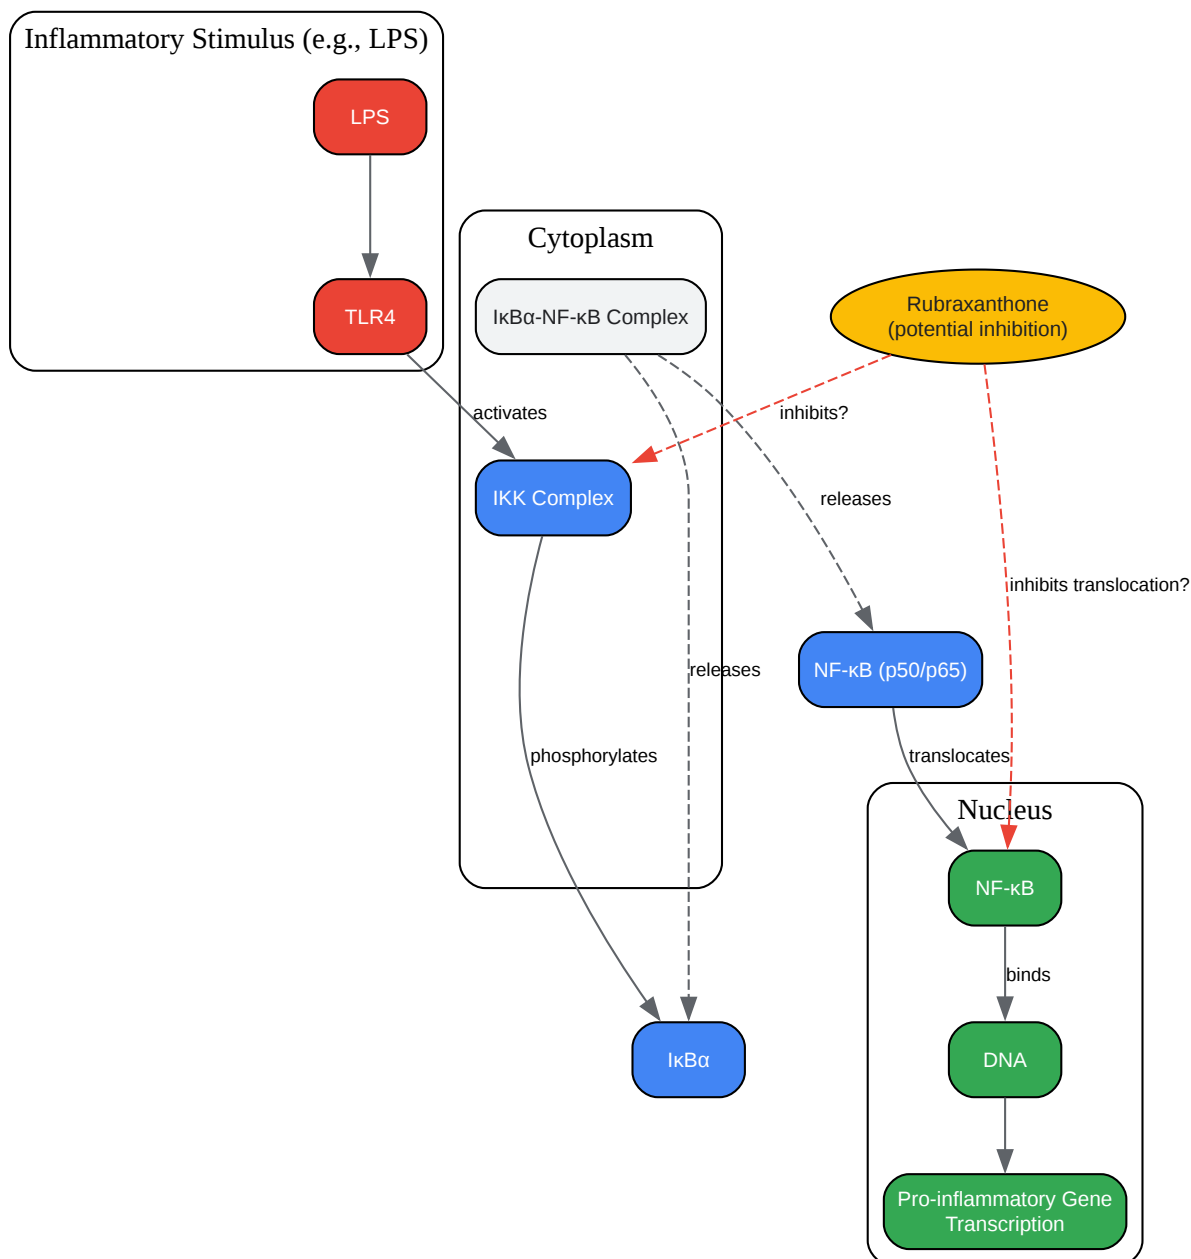 Inflammatory Stimulus (e.g., LPS)
LPS
TLR4
activates
Cytoplasm
IκBα-NF-κB Complex
IKK Complex
phosphorylates
releases
IκBα
Rubraxanthone
(potential inhibition)
inhibits?
releases
inhibits translocation?
NF-κB (p50/p65)
translocates
Nucleus
NF-κB
binds
DNA
Pro-inflammatory Gene
Transcription